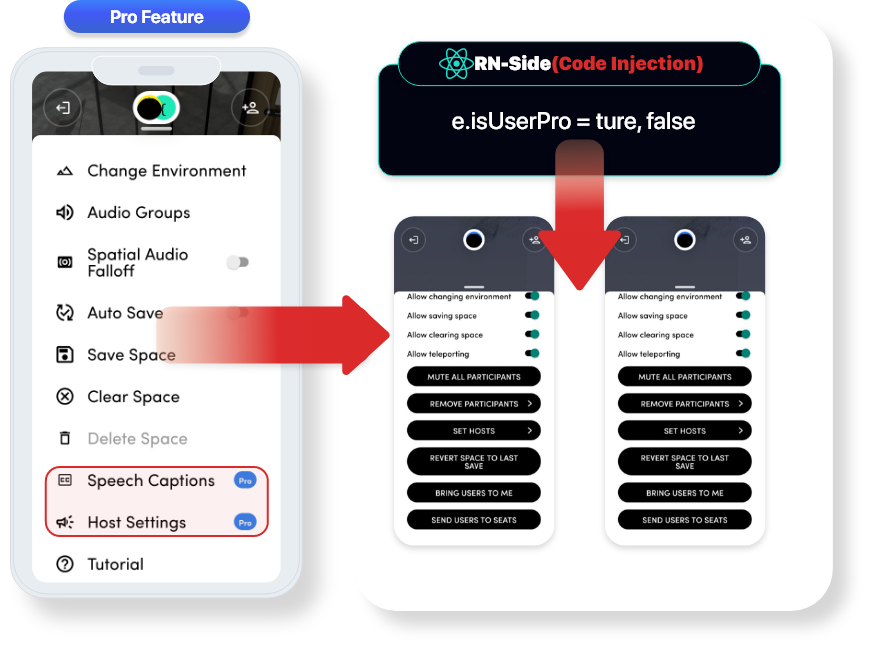 Pro Feature
Change Environment
Audio Groups
Spatial Audio
Falloff
Auto Save
Save Space
Clear Space
Delete Space
Speech Captions Pro
Host Settings Pro
Tutorial
RN-Side(Code Injection)
e.isUserPro = ture, false
Allow changing environment
Allow saving space
Allow clearing space
Allow teleporting
MUTE ALL PARTICIPANTS
REMOVE PARTICIPANTS
SET HOSTS
REVERT SPACE TO LAST
SAVE
BRING USERS TO ME
SEND USERS TO SEATS
Allow changing environment
Allow saving space
Allow clearing space
Allow teleporting
MUTE ALL PARTICIPANTS
REMOVE PARTICIPANTS
SET HOSTS
REVERT SPACE TO LAST
SAVE
BRING USERS TO ME
SEND USERS TO SEATS